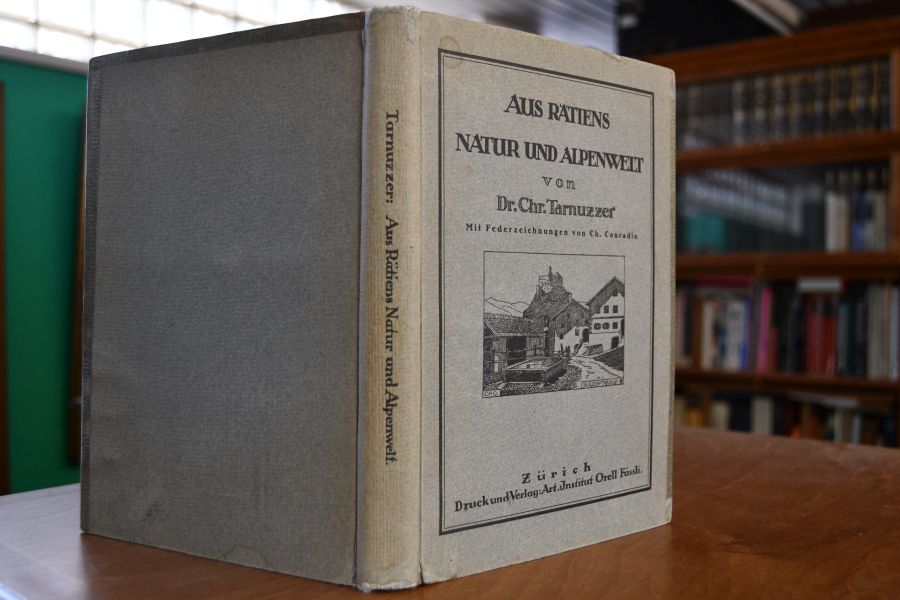 Tarnuzzer: Aus Rätiens Natur und Alpenwelt.
AUS RÄTIENS
NATUR UND ALPENWELT
von
Dr. Chr. Tarnuzzer
Mit Federzeichnungen von Ch. Conradin
Zürich
Druck und Verlag: Art. Institut Orell Füssli.